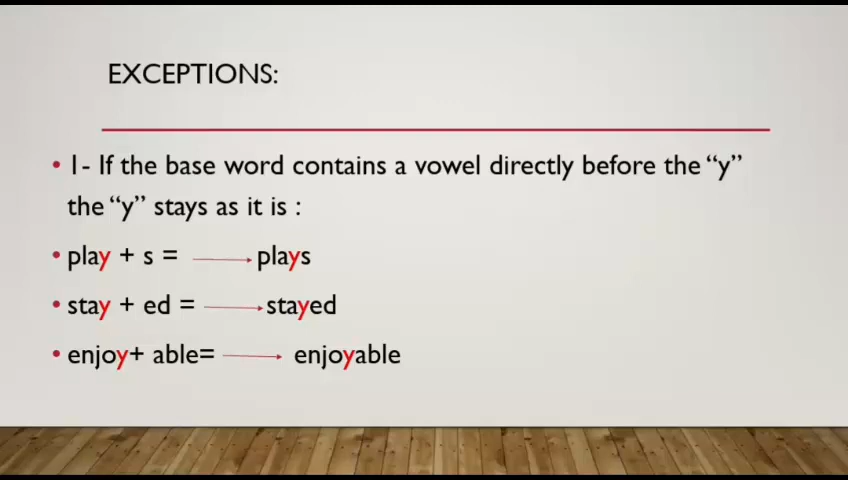 EXCEPTIONS:
• 1- If the base word contains a vowel directly before the “y”
the “y” stays as it is :
• play + s = plays
• stay + ed = stayed
• enjoy+ able= enjoyable